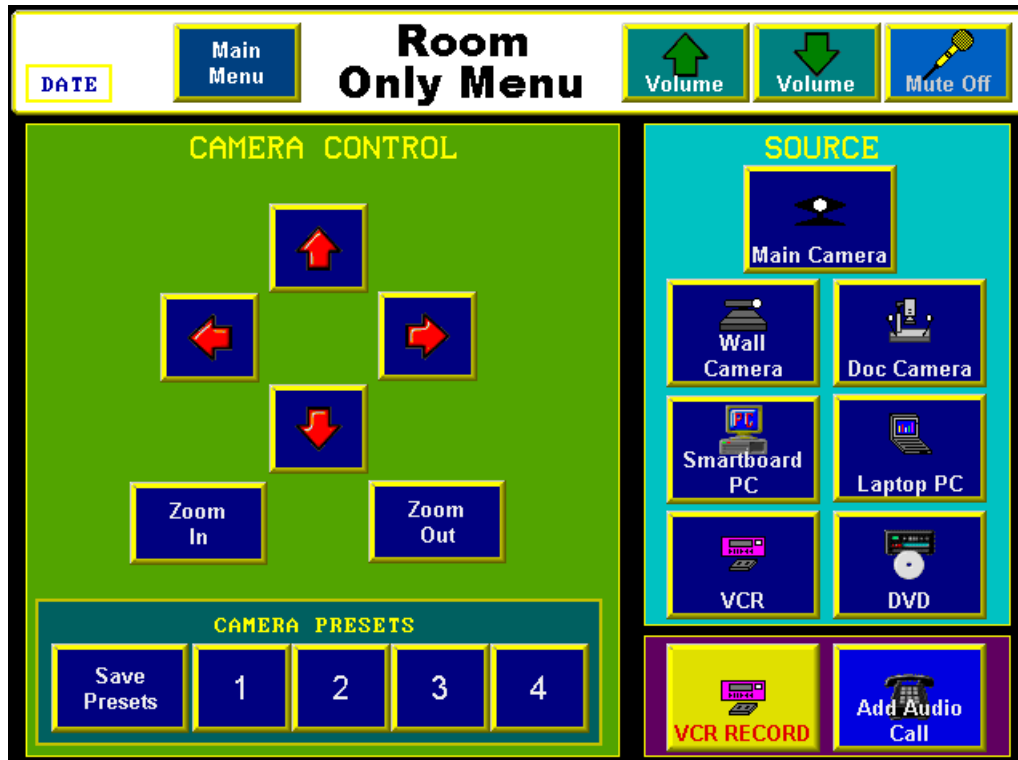 DATE
Main
Menu
Room
Only Menu
Volume
Volume
Mute Off
CAMERA CONTROL
Zoom
In
Zoom
Out
CAMERA PRESETS
Save
Presets
1
2
3
4
SOURCE
Main Camera
Wall
Camera
Doc Camera
PC
Smartboard
PC
Laptop PC
VCR
DVD
VCR RECORD
Add Audio
Call